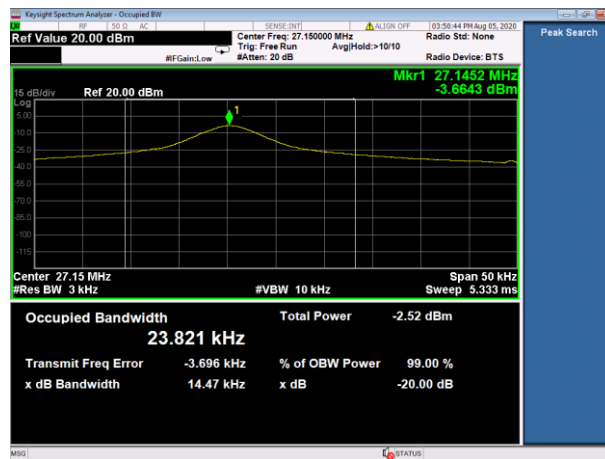 Keysight Spectrum Analyzer - Occupied BW
RF 50 Ω AC SENSE:INT ALIGN OFF 03:50:44 PM Aug 05, 2020
Ref Value 20.00 dBm Center Freq: 27.150000 MHz Radio Std: None
Trig: Free Run Avg|Hold:>10/10
#IFGain:Low #Atten: 20 dB Radio Device: BTS
Peak Search
Mkr1 27.1452 MHz
15 dB/div Ref 20.00 dBm -3.6643 dBm
Log
1
5.00
-10.0
-25.0
-40.0
-55.0
-70.0
-85.0
-100
-115
Center 27.15 MHz Span 50 kHz
#Res BW 3 kHz #VBW 10 kHz Sweep 5.333 ms
Occupied Bandwidth Total Power -2.52 dBm
23.821 kHz
Transmit Freq Error -3.696 kHz % of OBW Power 99.00 %
x dB Bandwidth 14.47 kHz x dB -20.00 dB
MSG STATUS